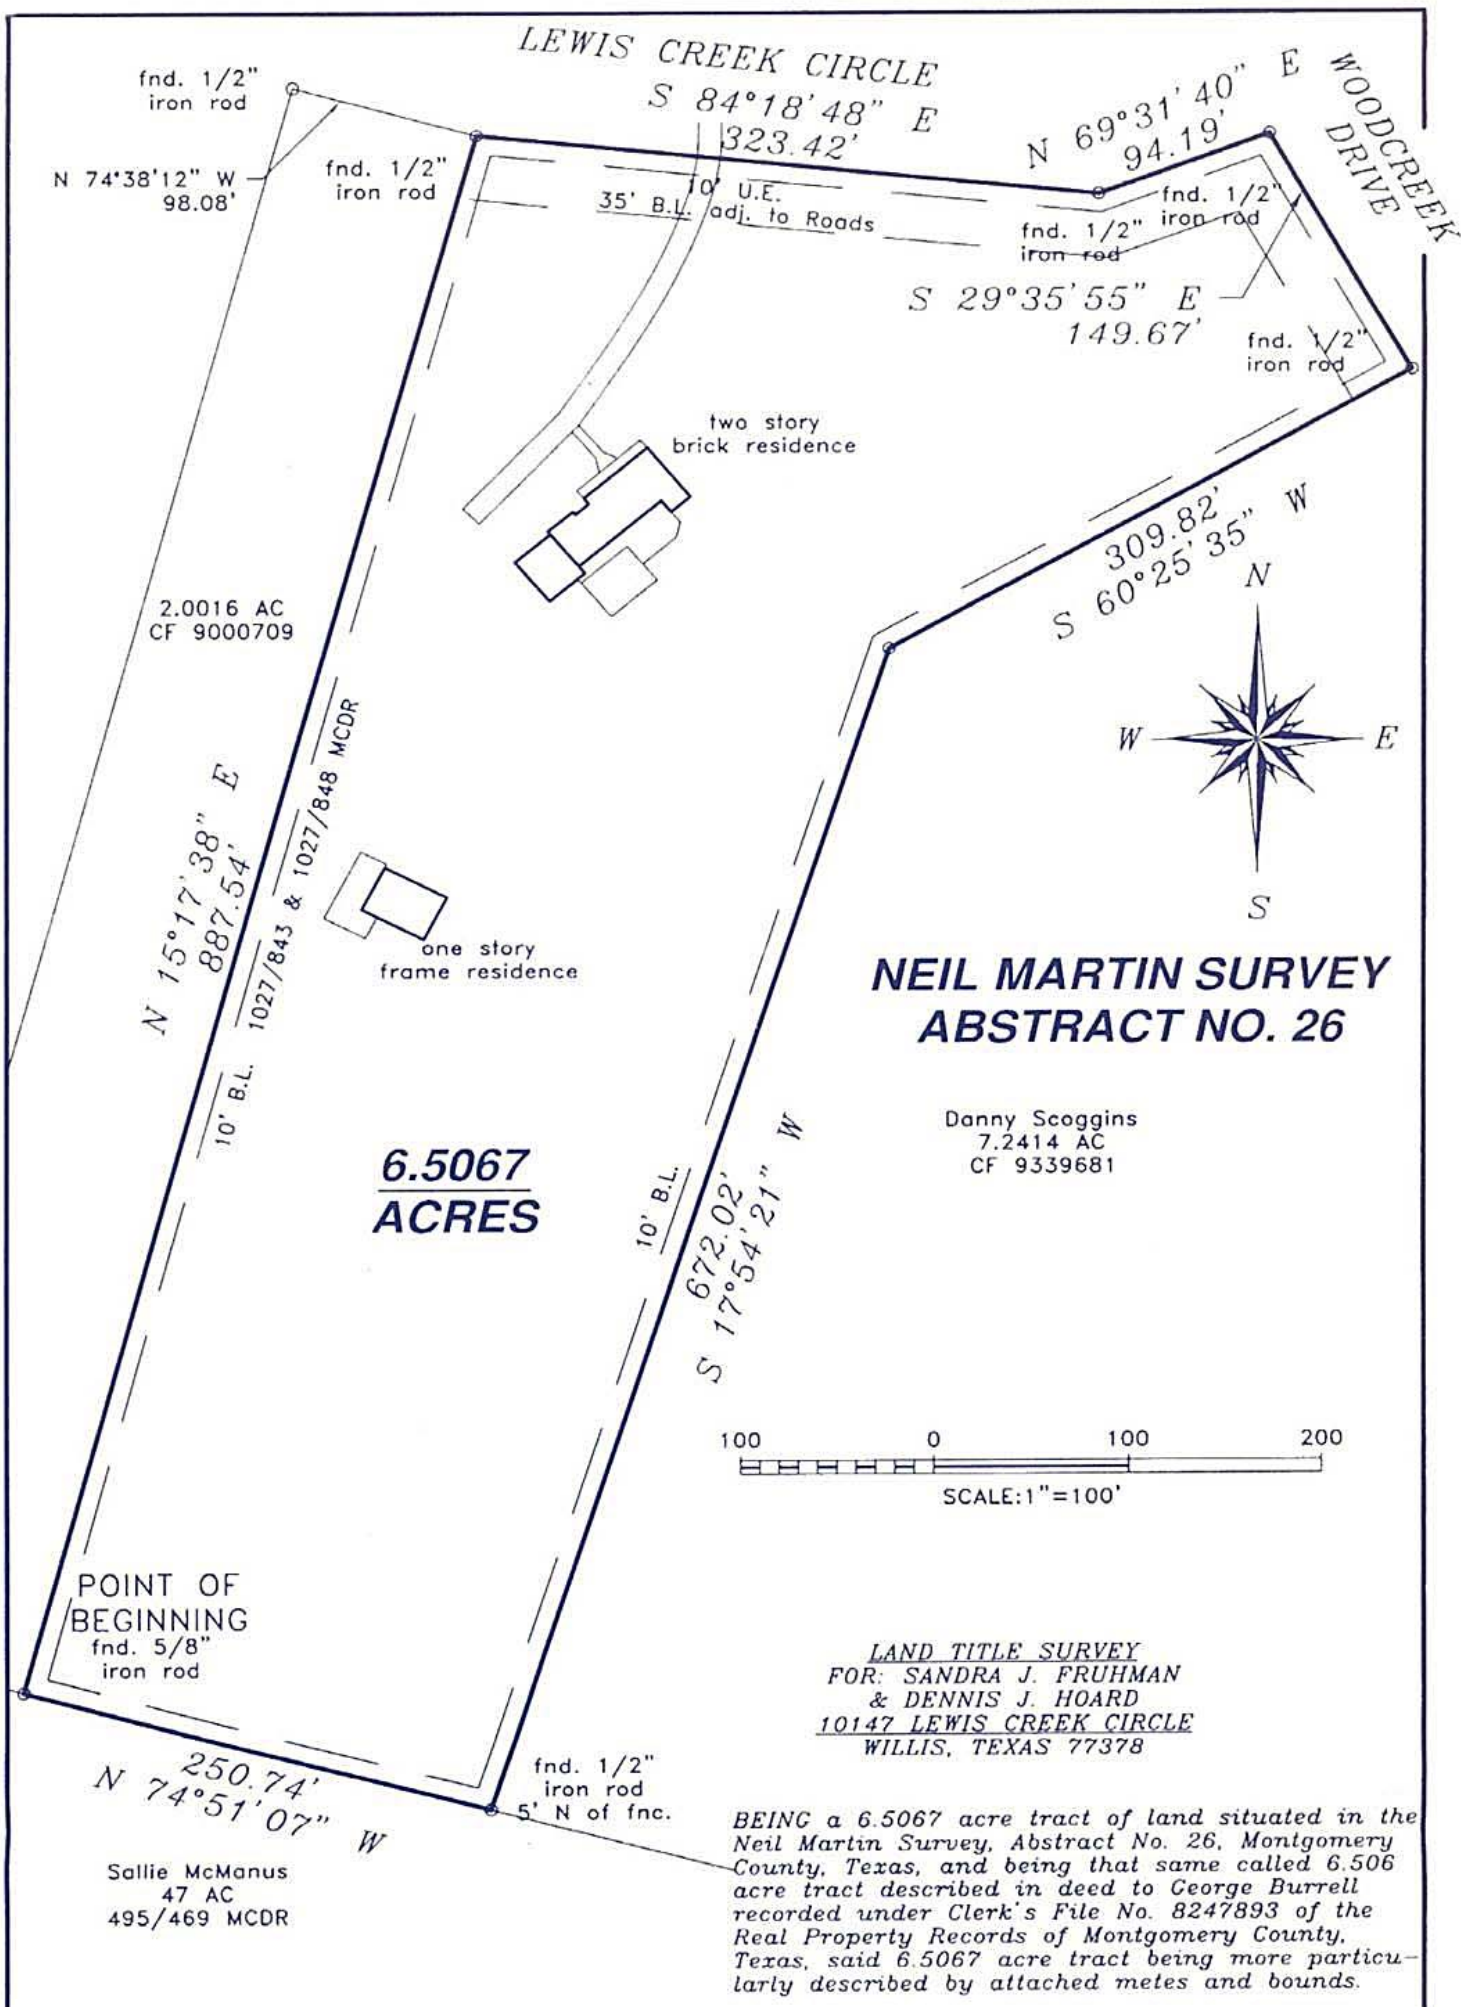 LEWIS CREEK CIRCLE
S 84°18'48" E
323.42'
N 69°31'40" E
94.19'
WOODCREEK
DRIVE
fnd. 1/2"
iron rod
N 74°38'12" W
98.08'
fnd. 1/2"
iron rod
10' U.E.
35' B.L. adj. to Roads
fnd. 1/2"
iron rod
fnd. 1/2"
iron rod
S 29°35'55" E
149.67'
fnd. 1/2"
iron rod
two story
brick residence
309.82'
S 60°25'35" W
2.0016 AC
CF 9000709
N
W
E
S
N 15°17'38" E
887.54'
10' B.L. 1027/843 & 1027/848 MCDR
one story
frame residence
NEIL MARTIN SURVEY
ABSTRACT NO. 26
Danny Scoggins
7.2414 AC
CF 9339681
6.5067
ACRES
10' B.L.
672.02'
S 17°54'21" W
100 0 100 200
SCALE:1"=100'
POINT OF
BEGINNING
fnd. 5/8"
iron rod
LAND TITLE SURVEY
FOR: SANDRA J. FRUHMAN
& DENNIS J. HOARD
10147 LEWIS CREEK CIRCLE
WILLIS, TEXAS 77378
250.74'
N 74°51'07" W
fnd. 1/2"
iron rod
5' N of fnc.
Sallie McManus
47 AC
495/469 MCDR
BEING a 6.5067 acre tract of land situated in the
Neil Martin Survey, Abstract No. 26, Montgomery
County, Texas, and being that same called 6.506
acre tract described in deed to George Burrell
recorded under Clerk's File No. 8247893 of the
Real Property Records of Montgomery County,
Texas, said 6.5067 acre tract being more particu-
larly described by attached metes and bounds.